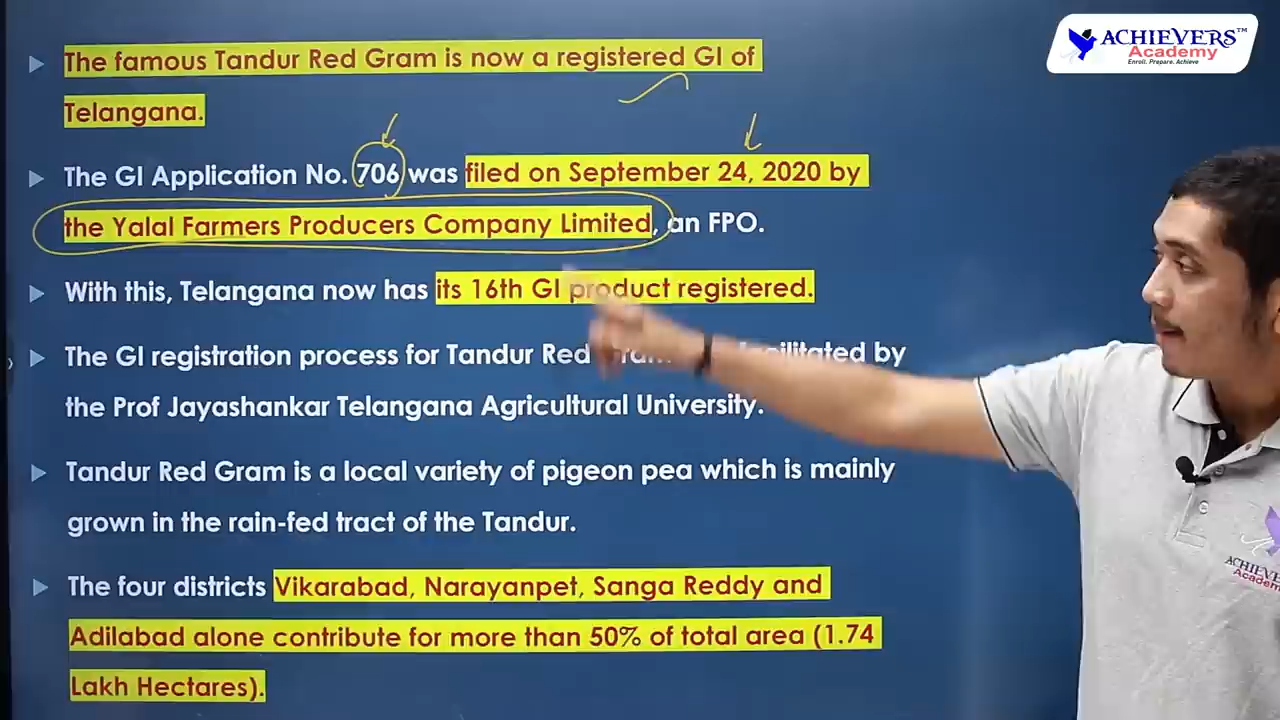 ACHIEVERS™
Academy
Enroll. Prepare. Achieve
The famous Tandur Red Gram is now a registered GI of
Telangana.
The GI Application No. 706 was filed on September 24, 2020 by
the Yalal Farmers Producers Company Limited, an FPO.
With this, Telangana now has its 16th GI product registered.
The GI registration process for Tandur Red facilitated by
the Prof Jayashankar Telangana Agricultural University.
Tandur Red Gram is a local variety of pigeon pea which is mainly
grown in the rain-fed tract of the Tandur.
The four districts Vikarabad, Narayanpet, Sanga Reddy and
Adilabad alone contribute for more than 50% of total area (1.74
Lakh Hectares).